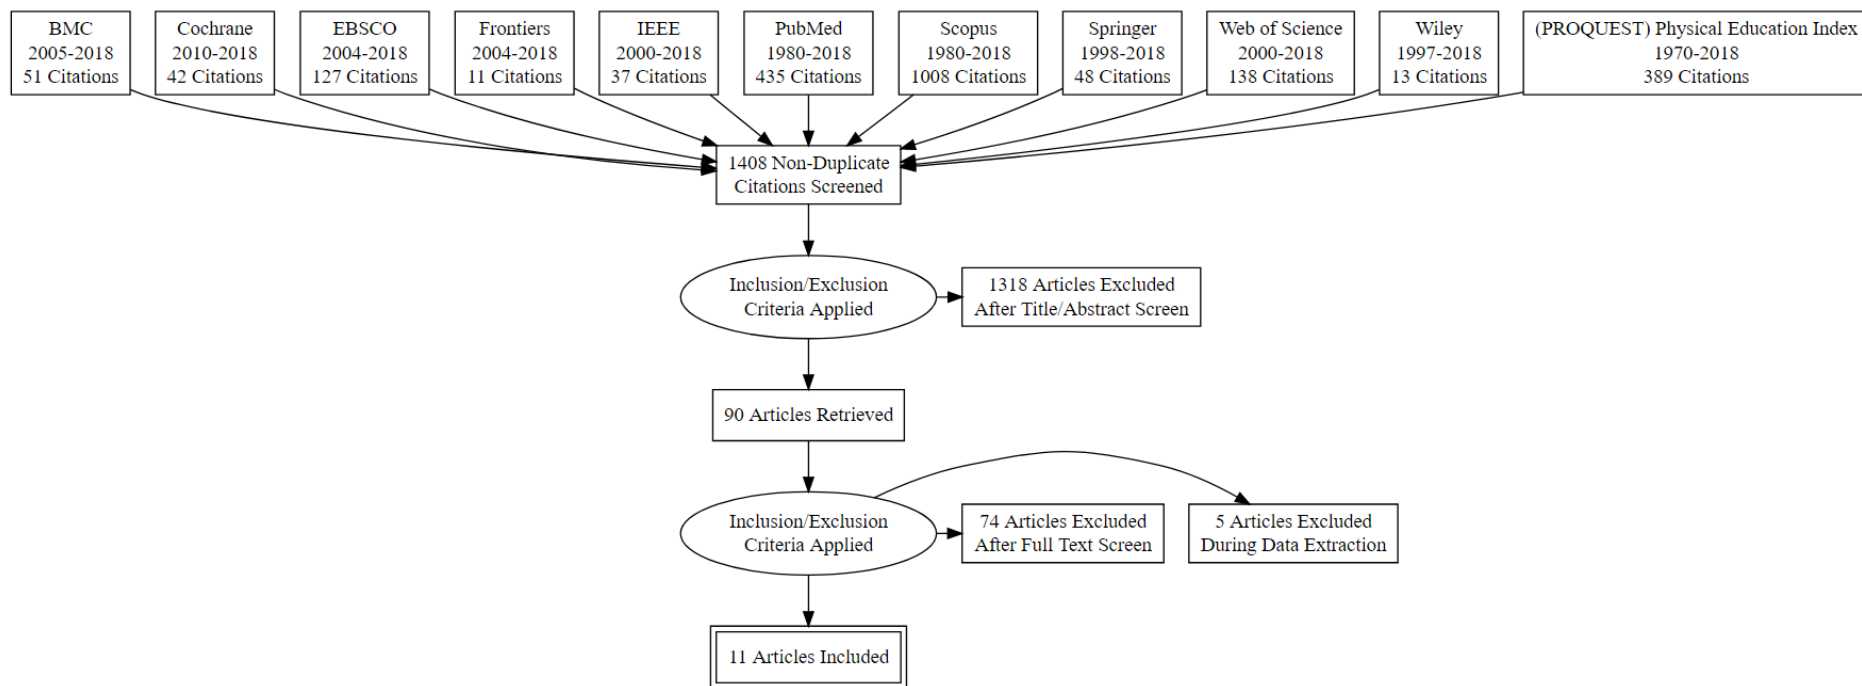 BMC
2005-2018
51 Citations
Cochrane
2010-2018
42 Citations
EBSCO
2004-2018
127 Citations
Frontiers
2004-2018
11 Citations
IEEE
2000-2018
37 Citations
PubMed
1980-2018
435 Citations
Scopus
1980-2018
1008 Citations
Springer
1998-2018
48 Citations
Web of Science
2000-2018
138 Citations
Wiley
1997-2018
13 Citations
(PROQUEST) Physical Education Index
1970-2018
389 Citations
1408 Non-Duplicate
Citations Screened
Inclusion/Exclusion
Criteria Applied
1318 Articles Excluded
After Title/Abstract Screen
90 Articles Retrieved
Inclusion/Exclusion
Criteria Applied
74 Articles Excluded
After Full Text Screen
5 Articles Excluded
During Data Extraction
11 Articles Included